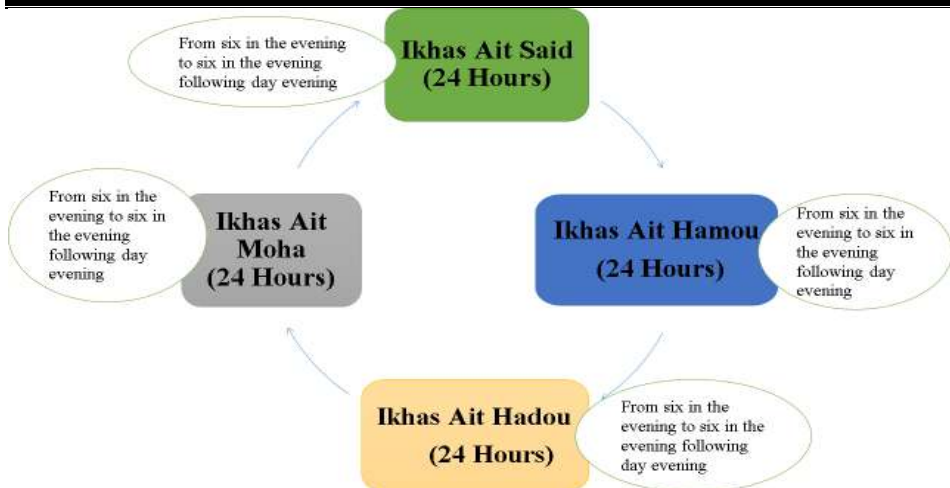 From six in the evening
to six in the evening
following day evening
Ikhas Ait Said
(24 Hours)
From six in the
evening to six in
the evening
following day
evening
Ikhas Ait
Moha
(24 Hours)
Ikhas Ait Hamou
(24 Hours)
From six in the
evening to six in
the evening
following day
evening
Ikhas Ait Hadou
(24 Hours)
From six in the
evening to six in the
evening following
day evening